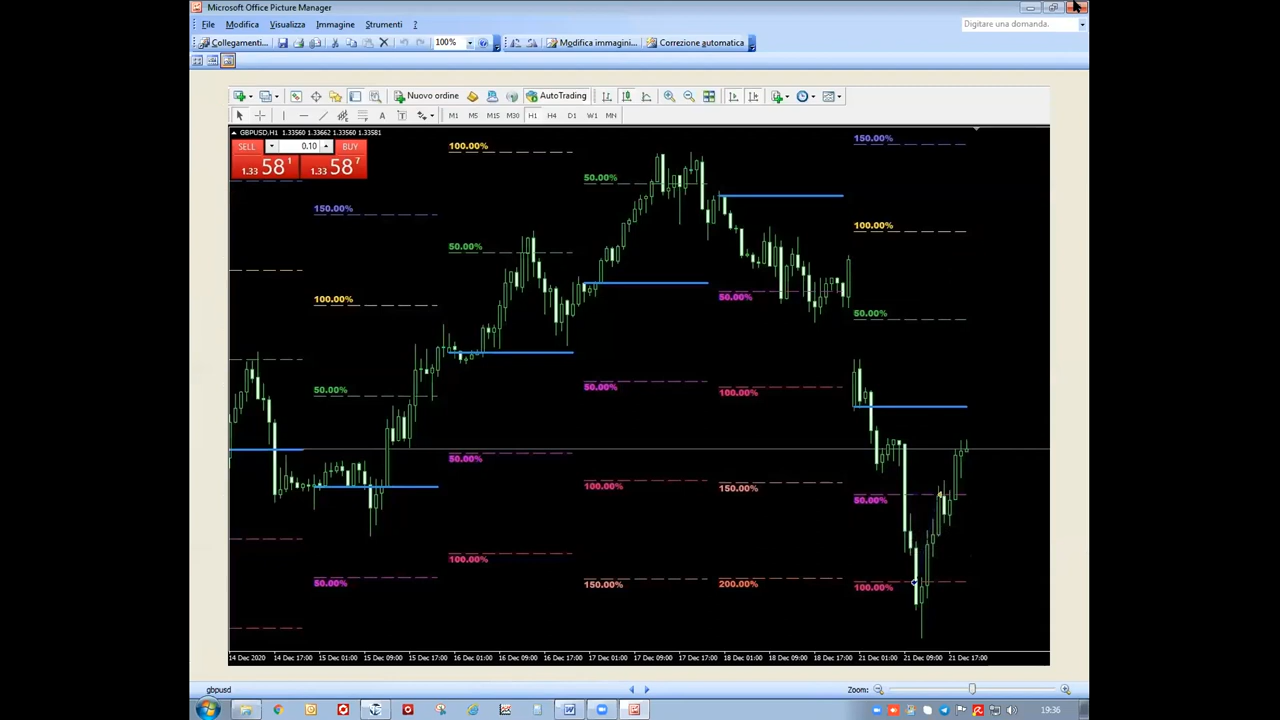 Microsoft Office Picture Manager
File Modifica Visualizza Immagine Strumenti ?
Digitare una domanda.
Collegamenti... 100% Modifica immagini... Correzione automatica
Nuovo ordine AutoTrading
M1 M5 M15 M30 H1 H4 D1 W1 MN
GBPUSD,H1 1.33560 1.33662 1.33560 1.33581
SELL 0.10 BUY
1.33 58 1 1.33 58 7
100.00%
150.00%
50.00%
150.00%
100.00%
50.00%
50.00%
100.00%
50.00%
100.00%
50.00%
50.00%
50.00%
100.00%
50.00%
100.00%
150.00%
50.00%
100.00%
50.00%
150.00%
200.00%
100.00%
14 Dec 2020 14 Dec 17:00 15 Dec 01:00 15 Dec 09:00 15 Dec 17:00 16 Dec 01:00 16 Dec 09:00 16 Dec 17:00 17 Dec 01:00 17 Dec 09:00 17 Dec 17:00 18 Dec 01:00 18 Dec 09:00 18 Dec 17:00 21 Dec 01:00 21 Dec 09:00 21 Dec 17:00
gbpusd
Zoom:
19:36